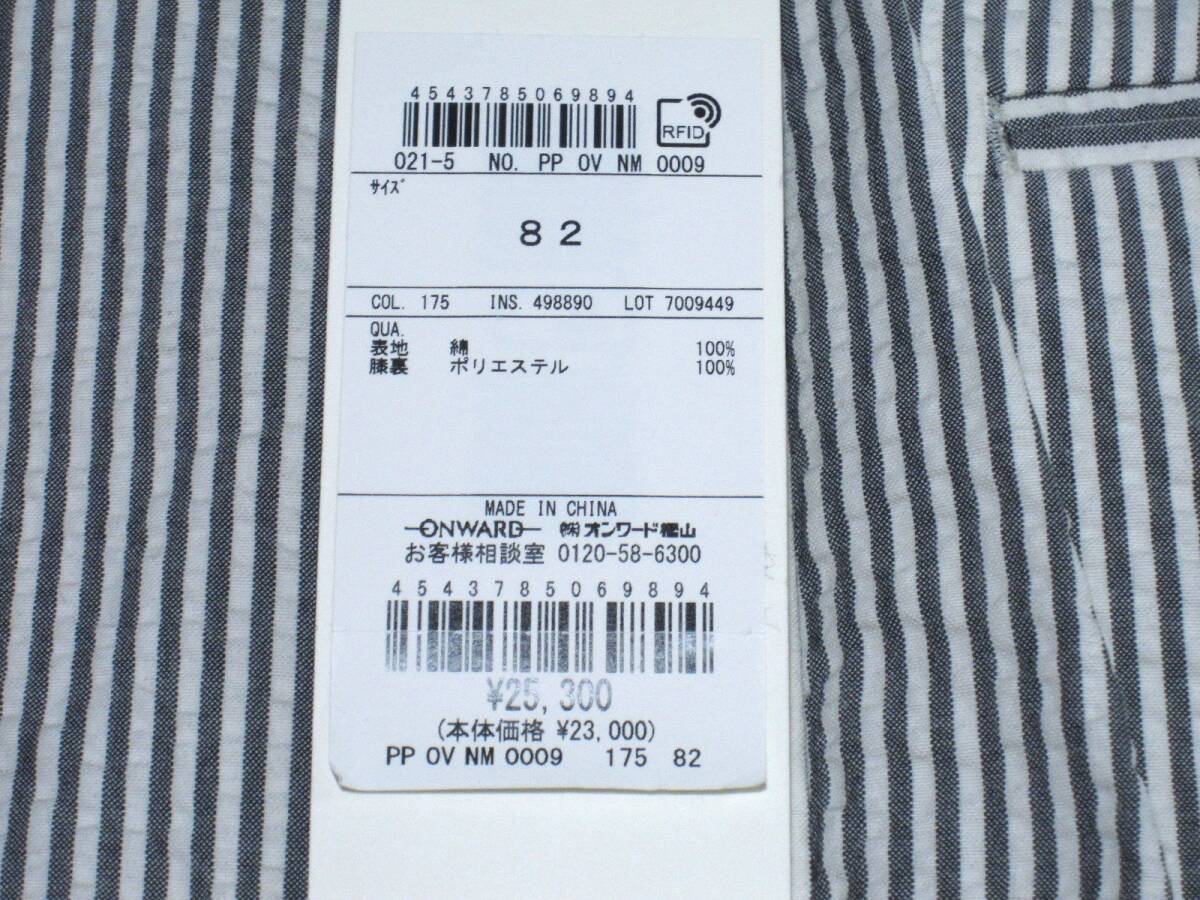 4543785069894
RFID
021-5 NO. PP OV NM 0009
サイズ
82
COL. 175 INS. 498890 LOT 7009449
QUA.
表地 綿 100%
膝裏 ポリエステル 100%
MADE IN CHINA
ONWARD ㈱オンワード樫山
お客様相談室 0120-58-6300
4543785069894
¥25,300
(本体価格 ¥23,000)
PP OV NM 0009 175 82